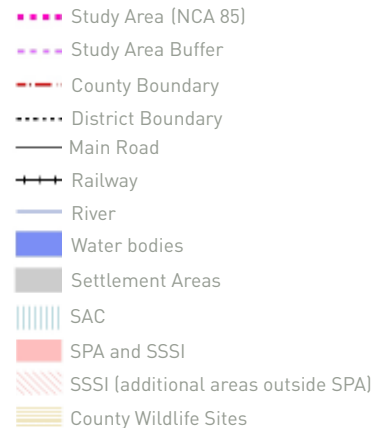 Study Area (NCA 85)
Study Area Buffer
County Boundary
District Boundary
Main Road
Railway
River
Water bodies
Settlement Areas
SAC
SPA and SSSI
SSSI (additional areas outside SPA)
County Wildlife Sites